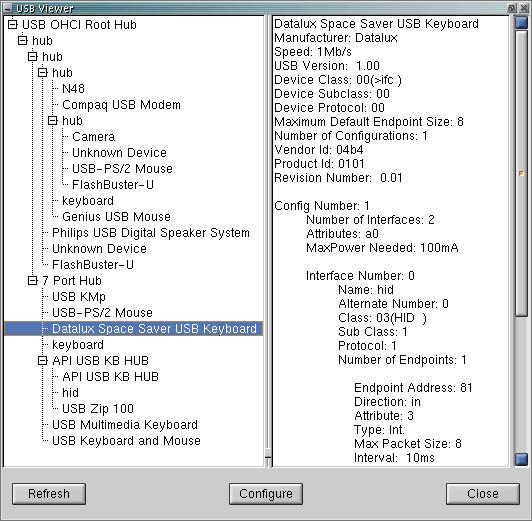 USB Viewer
USB OHCI Root Hub
hub
hub
hub
N48
Compaq USB Modem
hub
Camera
Unknown Device
USB-PS/2 Mouse
FlashBuster-U
keyboard
Genius USB Mouse
Philips USB Digital Speaker System
Unknown Device
FlashBuster-U
7 Port Hub
USB KMp
USB-PS/2 Mouse
Datalux Space Saver USB Keyboard
keyboard
API USB KB HUB
API USB KB HUB
hid
USB Zip 100
USB Multimedia Keyboard
USB Keyboard and Mouse
Datalux Space Saver USB Keyboard
Manufacturer: Datalux
Speed: 1Mb/s
USB Version: 1.00
Device Class: 00(>ifc )
Device Subclass: 00
Device Protocol: 00
Maximum Default Endpoint Size: 8
Number of Configurations: 1
Vendor Id: 04b4
Product Id: 0101
Revision Number: 0.01
Config Number: 1
Number of Interfaces: 2
Attributes: a0
MaxPower Needed: 100mA
Interface Number: 0
Name: hid
Alternate Number: 0
Class: 03(HID )
Sub Class: 1
Protocol: 1
Number of Endpoints: 1
Endpoint Address: 81
Direction: in
Attribute: 3
Type: Int.
Max Packet Size: 8
Interval: 10ms
Refresh
Configure
Close